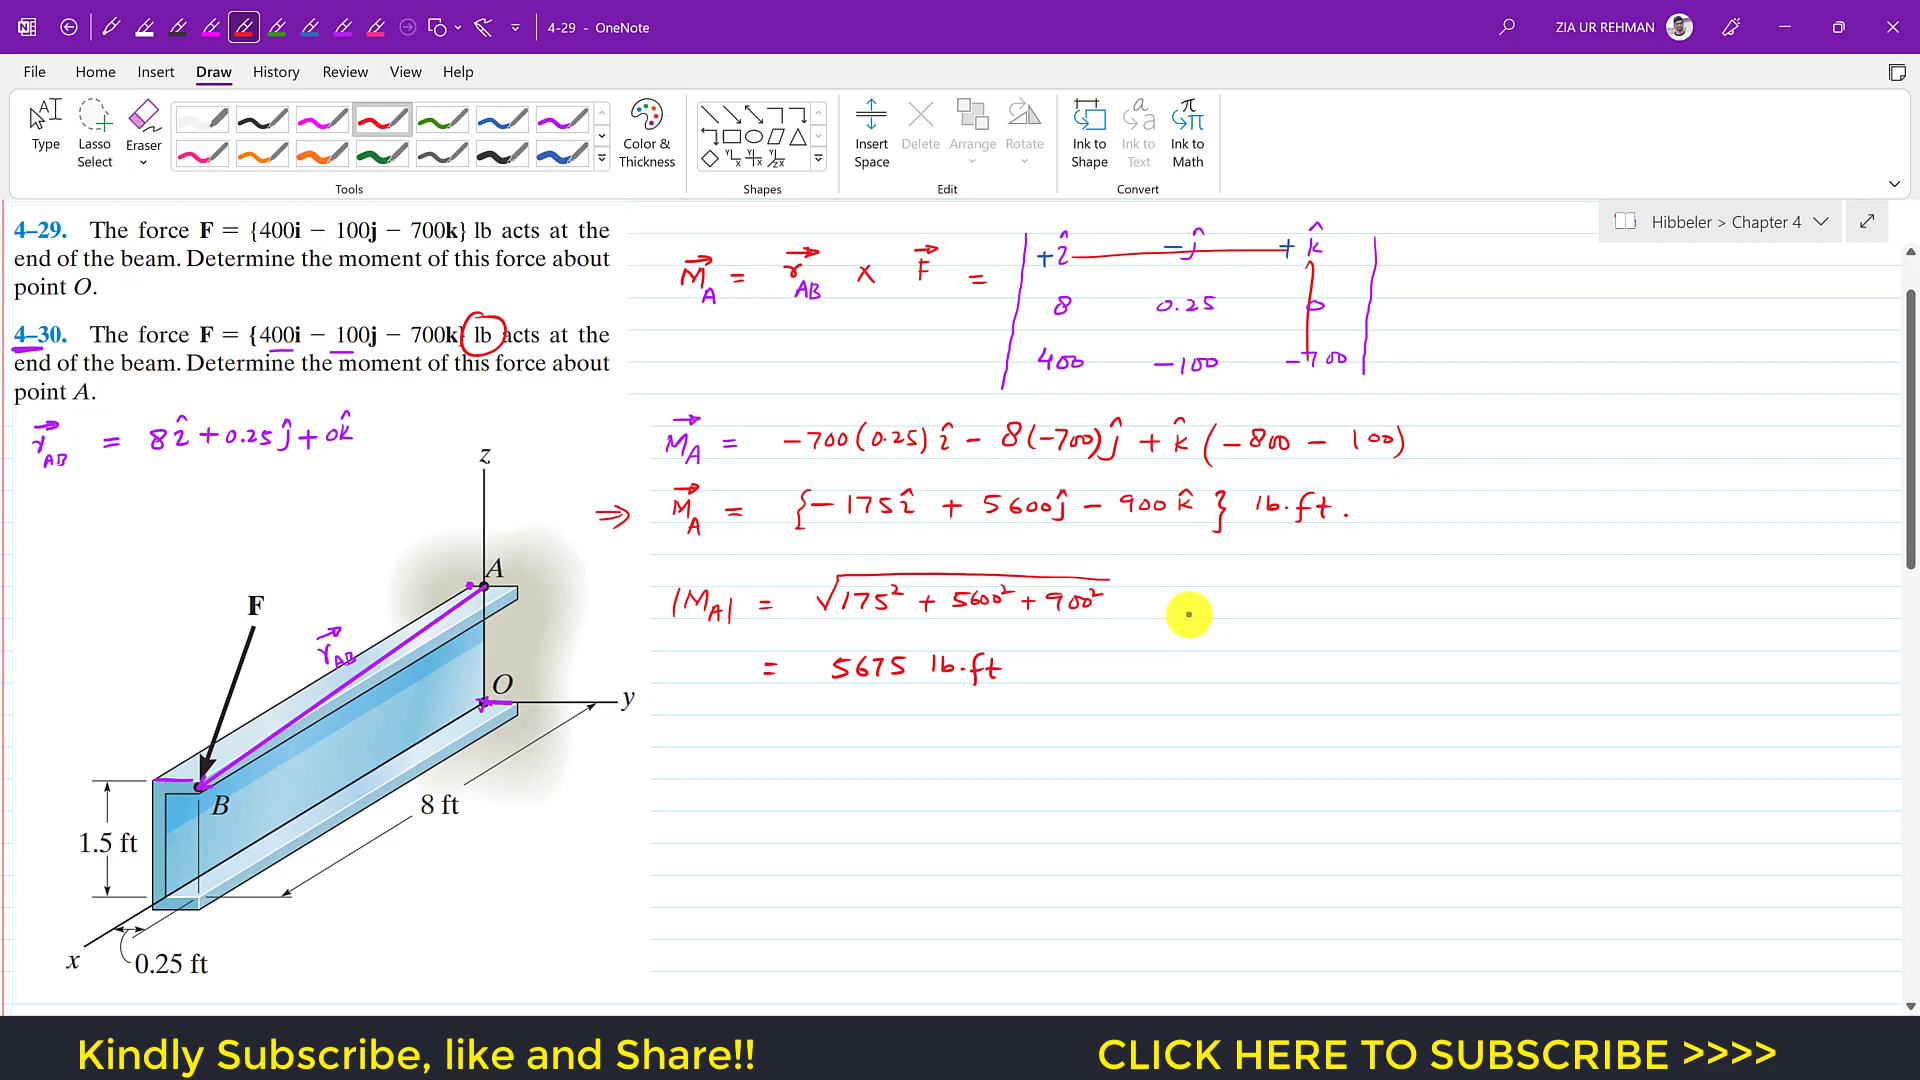 4-29 - OneNote
ZIA UR REHMAN
File Home Insert Draw History Review View Help
Type
Lasso Select
Eraser
Color & Thickness
Insert Space
Delete
Arrange
Rotate
Ink to Shape
Ink to Text
Ink to Math
Tools
Shapes
Edit
Convert
Hibbeler > Chapter 4
4–29. The force F = {400i − 100j − 700k} lb acts at the
end of the beam. Determine the moment of this force about
point O.
4–30. The force F = {400i − 100j − 700k} lb acts at the
end of the beam. Determine the moment of this force about
point A.
r⃗_AB = 8î + 0.25ĵ + 0k̂
z
A
F
r⃗_AB
O
y
B
8 ft
1.5 ft
x
0.25 ft
M⃗_A = r⃗_AB × F⃗ =
+î −ĵ +k̂
8 0.25 0
400 −100 −700
M⃗_A = −700(0.25)î − 8(−700)ĵ + k̂(−800 − 100)
⇒ M⃗_A = {−175î + 5600ĵ − 900k̂} lb.ft.
|M_A| = √175² + 5600² + 900²
= 5675 lb.ft
Kindly Subscribe, like and Share!!
CLICK HERE TO SUBSCRIBE >>>>